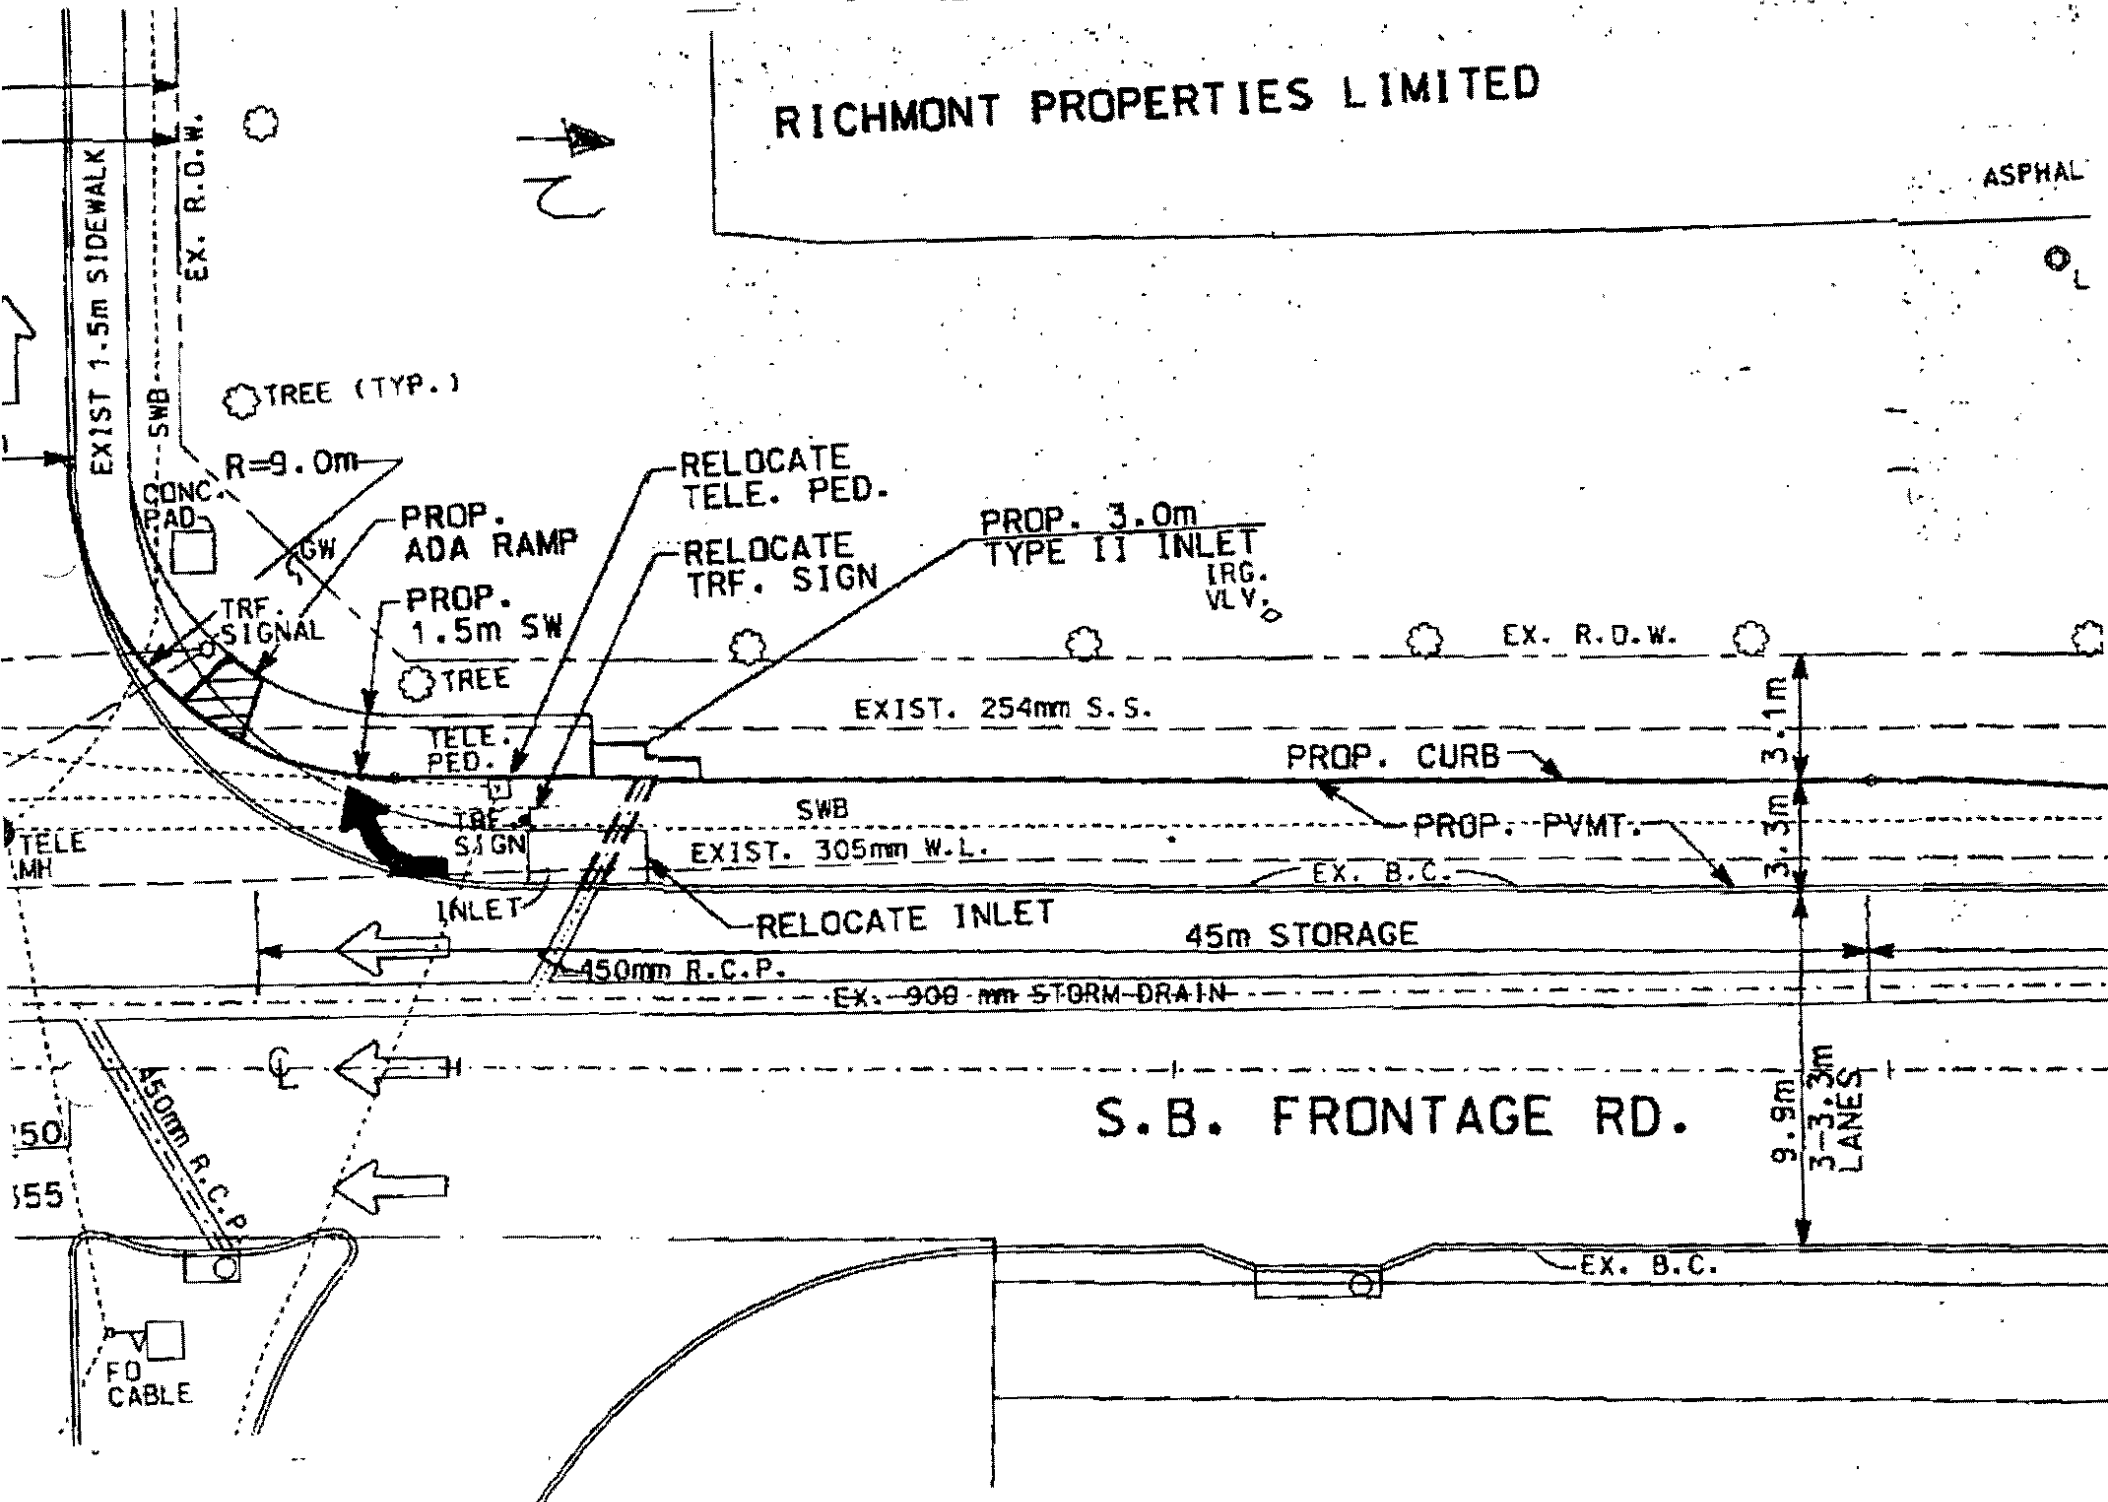 RICHMONT PROPERTIES LIMITED
ASPHAL
L
EX. R.O.W.
EXIST 1.5m SIDEWALK
SWB
TREE (TYP.)
R=9.0m
CONC.
PAD
GW
PROP.
ADA RAMP
RELOCATE
TELE. PED.
RELOCATE
TRF. SIGN
PROP. 3.0m
TYPE II INLET
IRG.
VLV.
TRF.
SIGNAL
PROP.
1.5m SW
TREE
EX. R.O.W.
EXIST. 254mm S.S.
3.1m
TELE.
PED.
PROP. CURB
SWB
PROP. PVMT.
3.3m
TRF.
SIGN
EXIST. 305mm W.L.
EX. B.C.
TELE
MH
INLET
RELOCATE INLET
45m STORAGE
450mm R.C.P.
EX. 900 mm STORM DRAIN
CL
450mm R.C.P.
S.B. FRONTAGE RD.
9.9m
3-3.3m
LANES
50
55
EX. B.C.
FO
CABLE